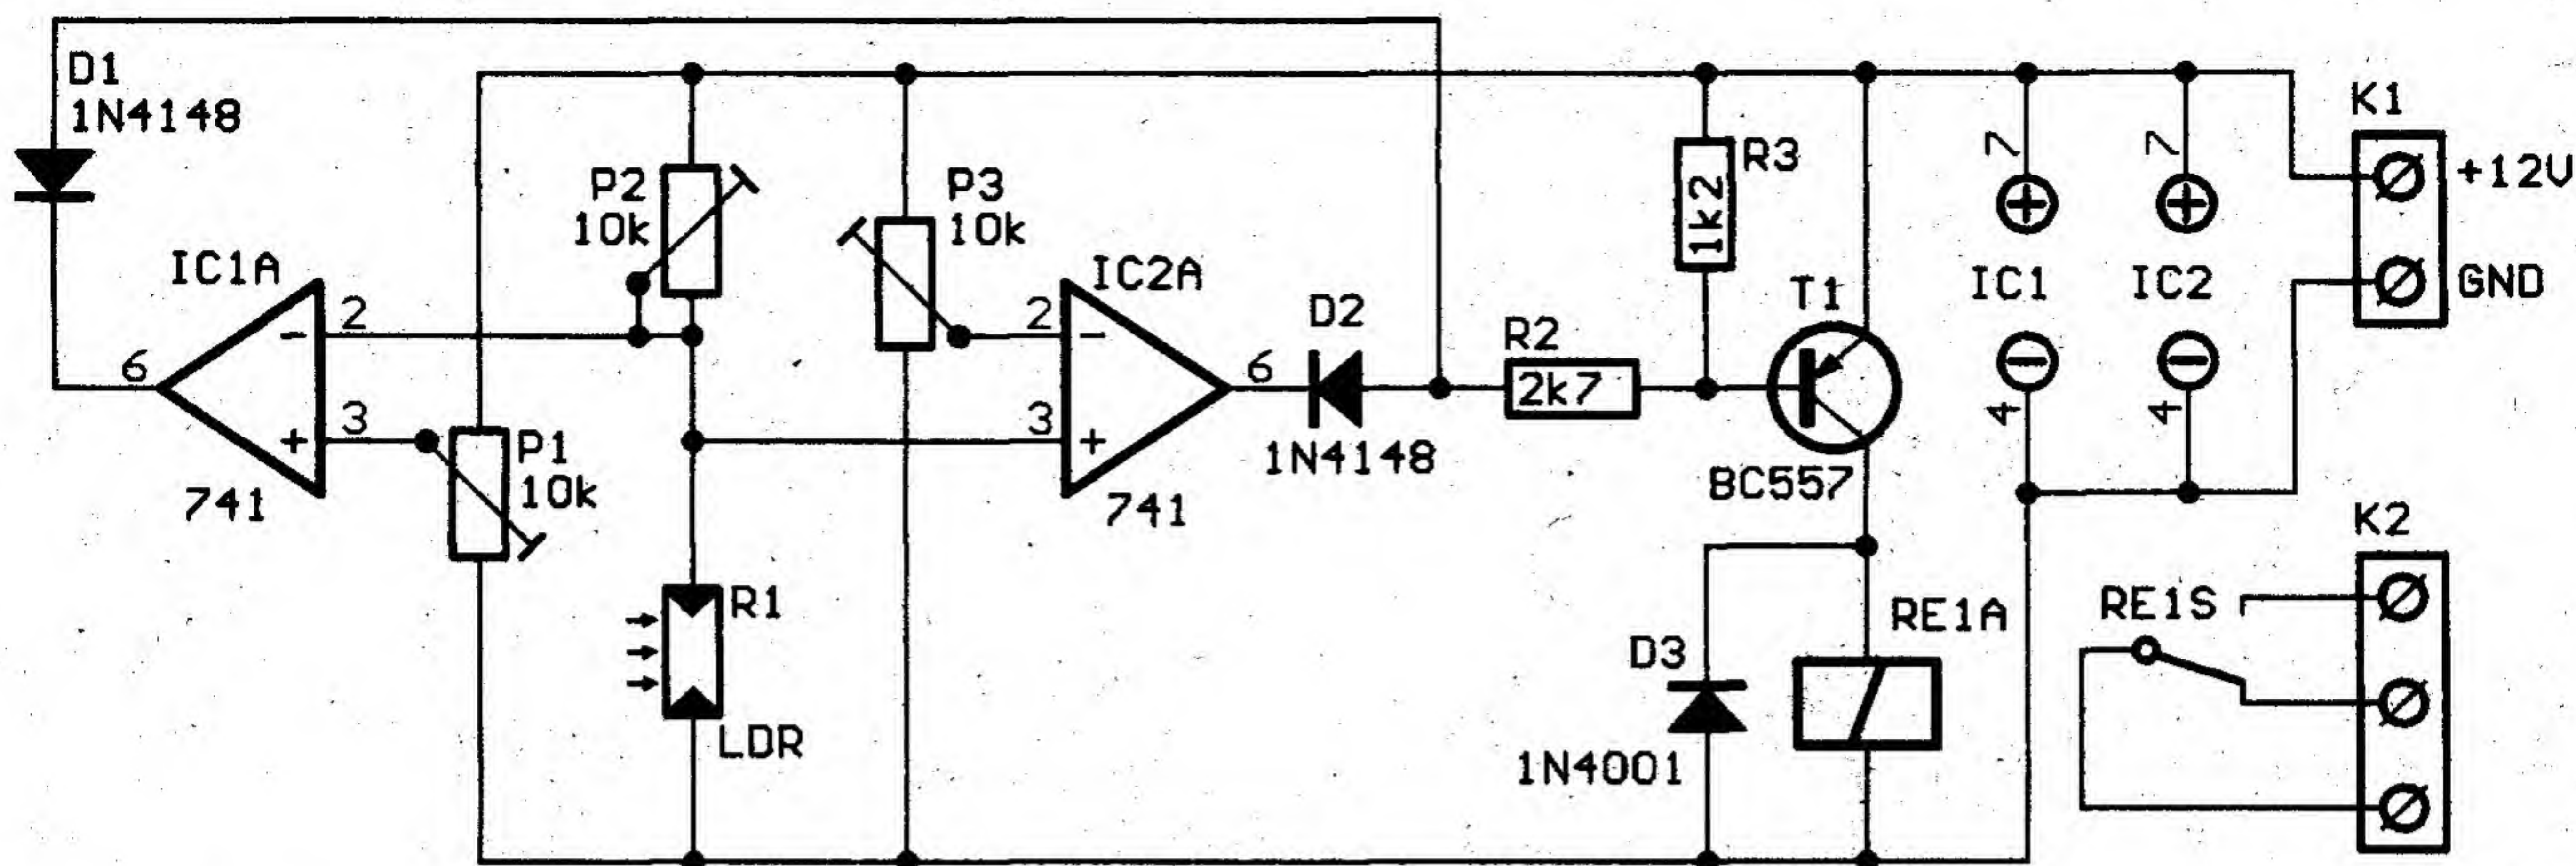 D1
1N4148
IC1A
2
-
6
3
+
741
P1
10k
P2
10k
P3
10k
R1
LDR
IC2A
2
-
3
+
6
741
D2
1N4148
R2
2k7
R3
1k2
T1
BC557
D3
1N4001
RE1A
7
+
IC1
-
4
7
+
IC2
-
4
K1
+12V
GND
K2
RE1S